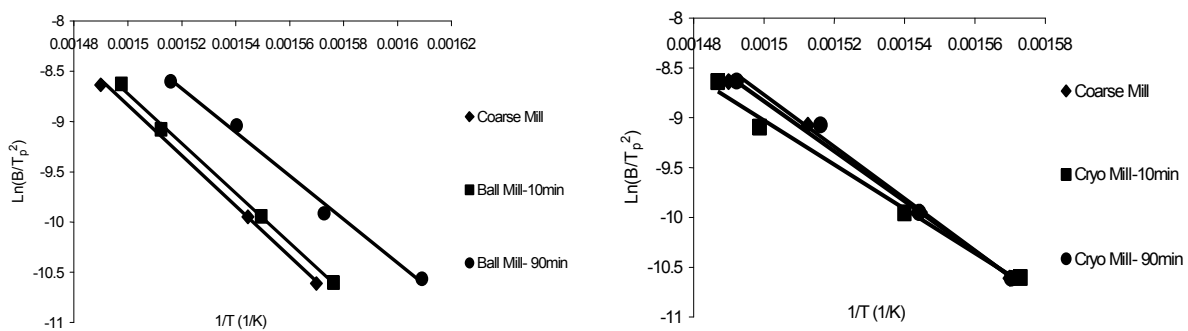 -8
0.00148 0.0015 0.00152 0.00154 0.00156 0.00158 0.0016 0.00162
-8.5
-9
-9.5
-10
-10.5
-11
Ln(B/Tp²)
1/T (1/K)
Coarse Mill
Ball Mill-10min
Ball Mill- 90min
-8
0.00148 0.0015 0.00152 0.00154 0.00156 0.00158
-8.5
-9
-9.5
-10
-10.5
-11
Ln(B/Tp²)
1/T (1/K)
Coarse Mill
Cryo Mill-10min
Cryo Mill- 90min